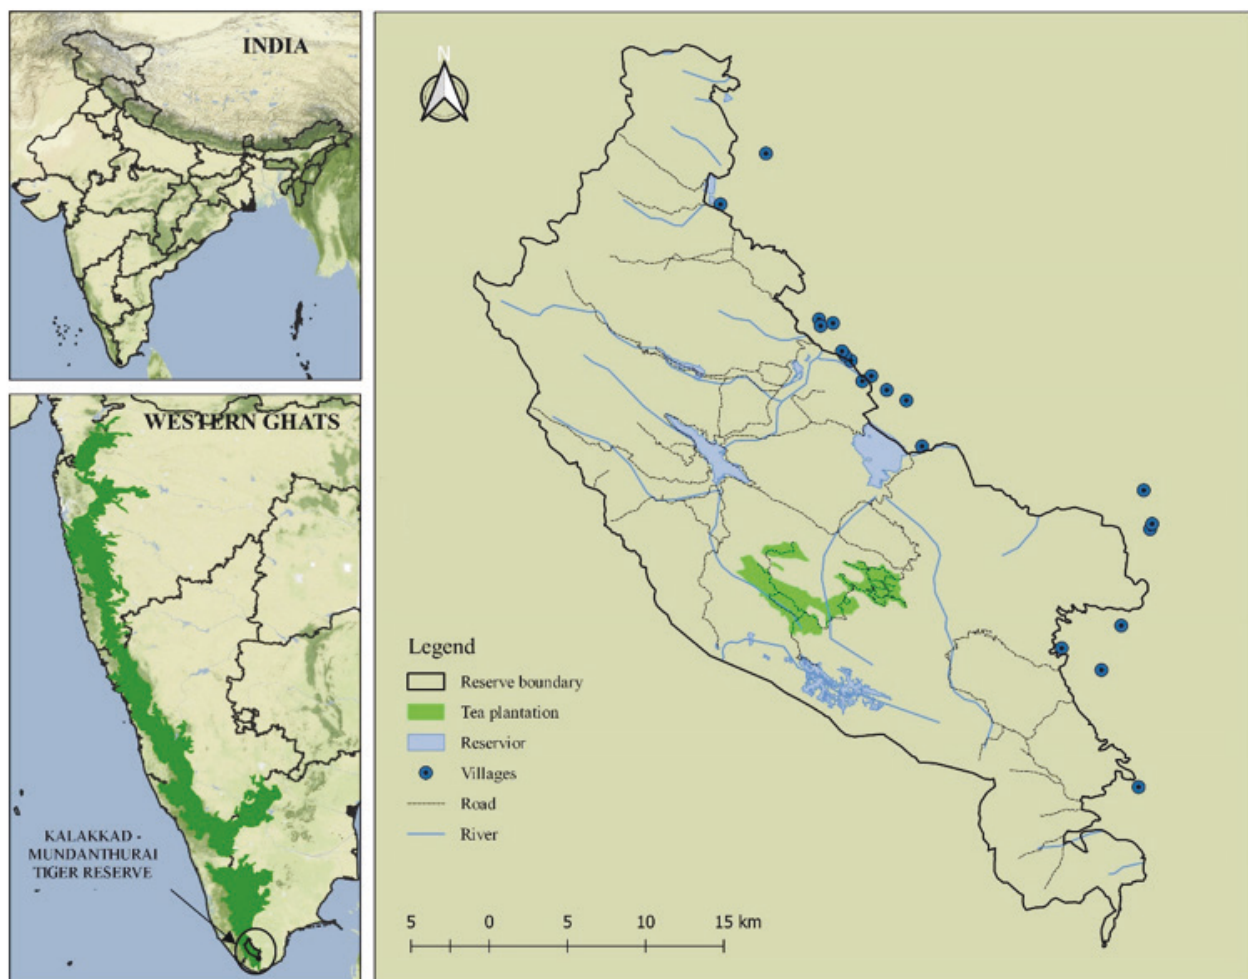 INDIA
WESTERN GHATS
KALAKKAD -
MUNDANTHURAI
TIGER RESERVE
N
Legend
Reserve boundary
Tea plantation
Reservior
Villages
Road
River
5 0 5 10 15 km